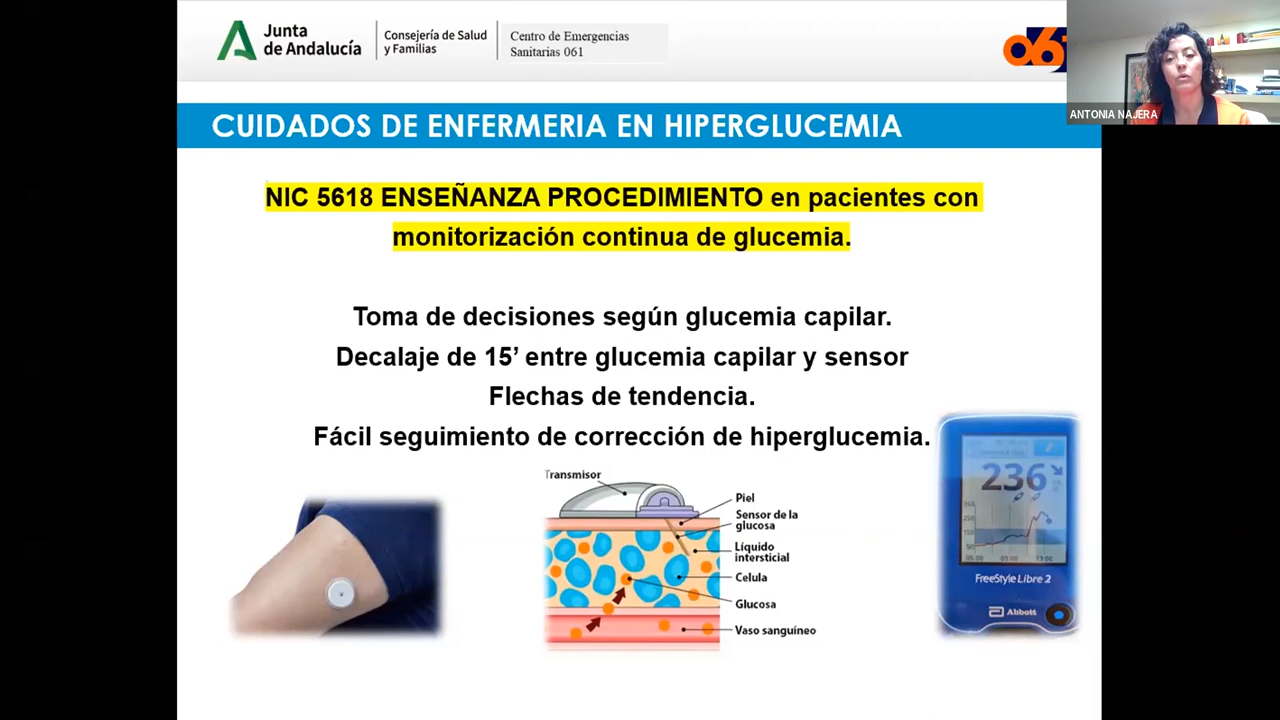 Junta
de Andalucía
Consejería de Salud
y Familias
Centro de Emergencias
Sanitarias 061
061
ANTONIA NAJERA
CUIDADOS DE ENFERMERIA EN HIPERGLUCEMIA
NIC 5618 ENSEÑANZA PROCEDIMIENTO en pacientes con
monitorización continua de glucemia.
Toma de decisiones según glucemia capilar.
Decalaje de 15’ entre glucemia capilar y sensor
Flechas de tendencia.
Fácil seguimiento de corrección de hiperglucemia.
Transmisor
Piel
Sensor de la
glucosa
Líquido
intersticial
Celula
Glucosa
Vaso sanguíneo
236
FreeStyle Libre 2
Abbott